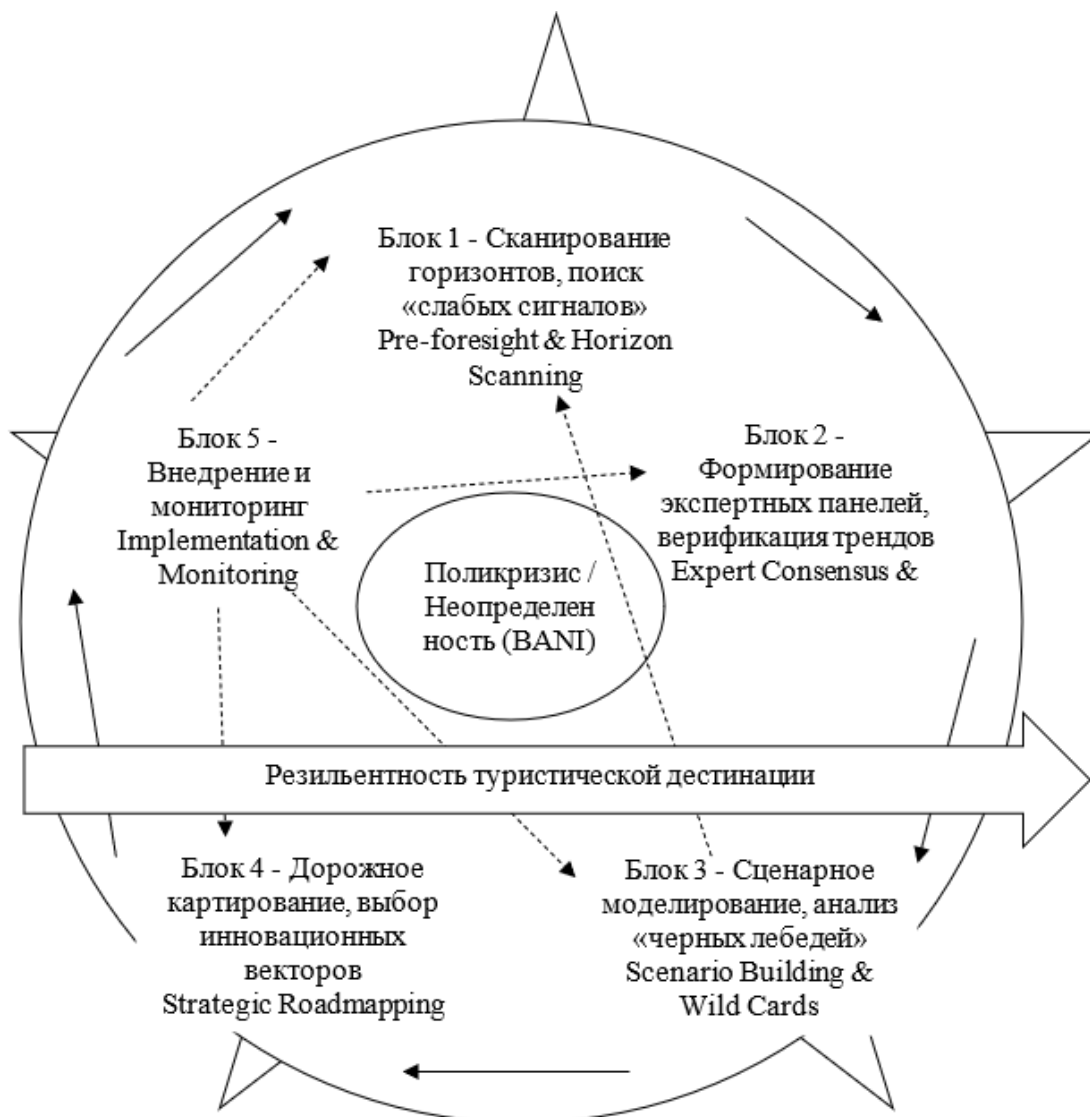 Блок 1 - Сканирование
горизонтов, поиск
«слабых сигналов»
Pre-foresight & Horizon
Scanning
Блок 5 -
Внедрение и
мониторинг
Implementation &
Monitoring
Блок 2 -
Формирование
экспертных панелей,
верификация трендов
Expert Consensus &
Поликризис /
Неопределен
ность (BANI)
Резильентность туристической дестинации
Блок 4 - Дорожное
картирование, выбор
инновационных
векторов
Strategic Roadmapping
Блок 3 - Сценарное
моделирование, анализ
«черных лебедей»
Scenario Building &
Wild Cards